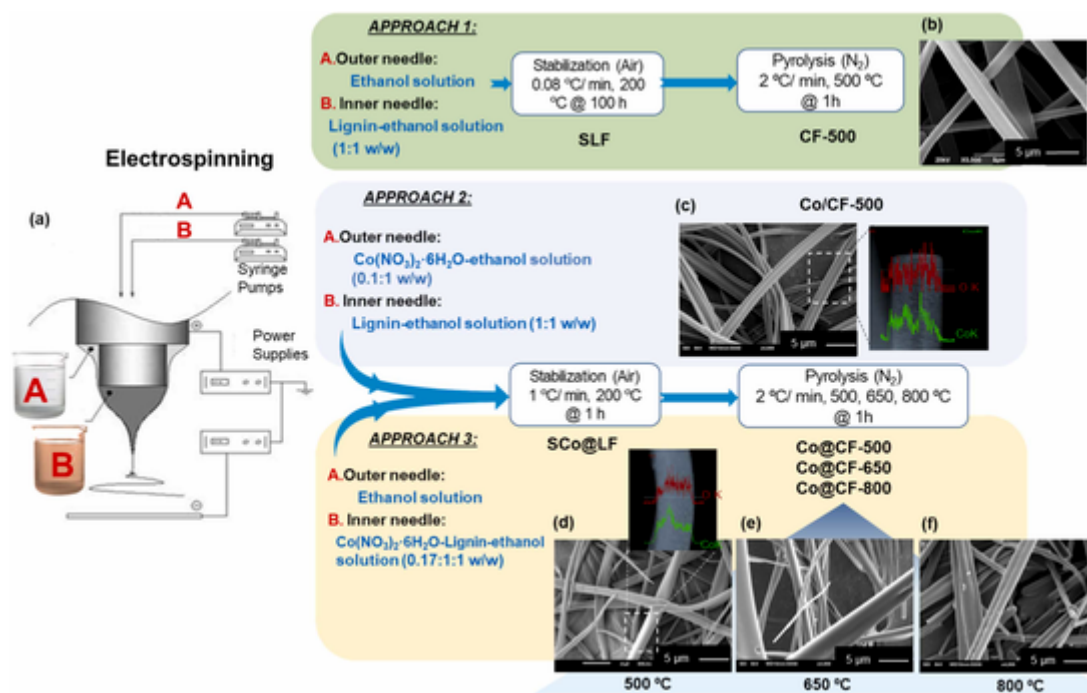 APPROACH 1:
A.Outer needle:
Ethanol solution
B. Inner needle:
Lignin-ethanol solution
(1:1 w/w)
Stabilization (Air)
0.08 ºC/ min, 200
ºC @ 100 h
SLF
Pyrolysis (N₂)
2 ºC/ min, 500 ºC
@ 1h
CF-500
(b)
5 µm
Electrospinning
(a)
A
B
Syringe
Pumps
Power
Supplies
A
B
APPROACH 2:
A.Outer needle:
Co(NO₃)₂·6H₂O-ethanol solution
(0.1:1 w/w)
B. Inner needle:
Lignin-ethanol solution (1:1 w/w)
(c)
Co/CF-500
5 µm
O-K
CoK
Stabilization (Air)
1 ºC/ min, 200 ºC
@ 1 h
SCo@LF
Pyrolysis (N₂)
2 ºC/ min, 500, 650, 800 ºC
@ 1h
Co@CF-500
Co@CF-650
Co@CF-800
APPROACH 3:
A.Outer needle:
Ethanol solution
B. Inner needle:
Co(NO₃)₂·6H₂O-Lignin-ethanol
solution (0.17:1:1 w/w)
O-K
(d)
5 µm
500 ºC
(e)
5 µm
650 ºC
(f)
5 µm
800 ºC